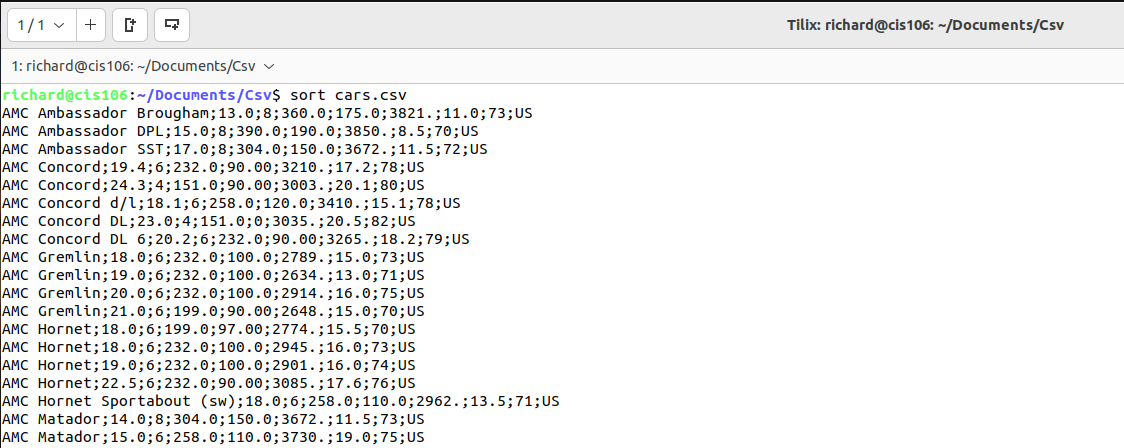 1 / 1
Tilix: richard@cis106: ~/Documents/Csv
1: richard@cis106: ~/Documents/Csv
richard@cis106:~/Documents/Csv$ sort cars.csv
AMC Ambassador Brougham;13.0;8;360.0;175.0;3821.;11.0;73;US
AMC Ambassador DPL;15.0;8;390.0;190.0;3850.;8.5;70;US
AMC Ambassador SST;17.0;8;304.0;150.0;3672.;11.5;72;US
AMC Concord;19.4;6;232.0;90.00;3210.;17.2;78;US
AMC Concord;24.3;4;151.0;90.00;3003.;20.1;80;US
AMC Concord d/l;18.1;6;258.0;120.0;3410.;15.1;78;US
AMC Concord DL;23.0;4;151.0;0;3035.;20.5;82;US
AMC Concord DL 6;20.2;6;232.0;90.00;3265.;18.2;79;US
AMC Gremlin;18.0;6;232.0;100.0;2789.;15.0;73;US
AMC Gremlin;19.0;6;232.0;100.0;2634.;13.0;71;US
AMC Gremlin;20.0;6;232.0;100.0;2914.;16.0;75;US
AMC Gremlin;21.0;6;199.0;90.00;2648.;15.0;70;US
AMC Hornet;18.0;6;199.0;97.00;2774.;15.5;70;US
AMC Hornet;18.0;6;232.0;100.0;2945.;16.0;73;US
AMC Hornet;19.0;6;232.0;100.0;2901.;16.0;74;US
AMC Hornet;22.5;6;232.0;90.00;3085.;17.6;76;US
AMC Hornet Sportabout (sw);18.0;6;258.0;110.0;2962.;13.5;71;US
AMC Matador;14.0;8;304.0;150.0;3672.;11.5;73;US
AMC Matador;15.0;6;258.0;110.0;3730.;19.0;75;US